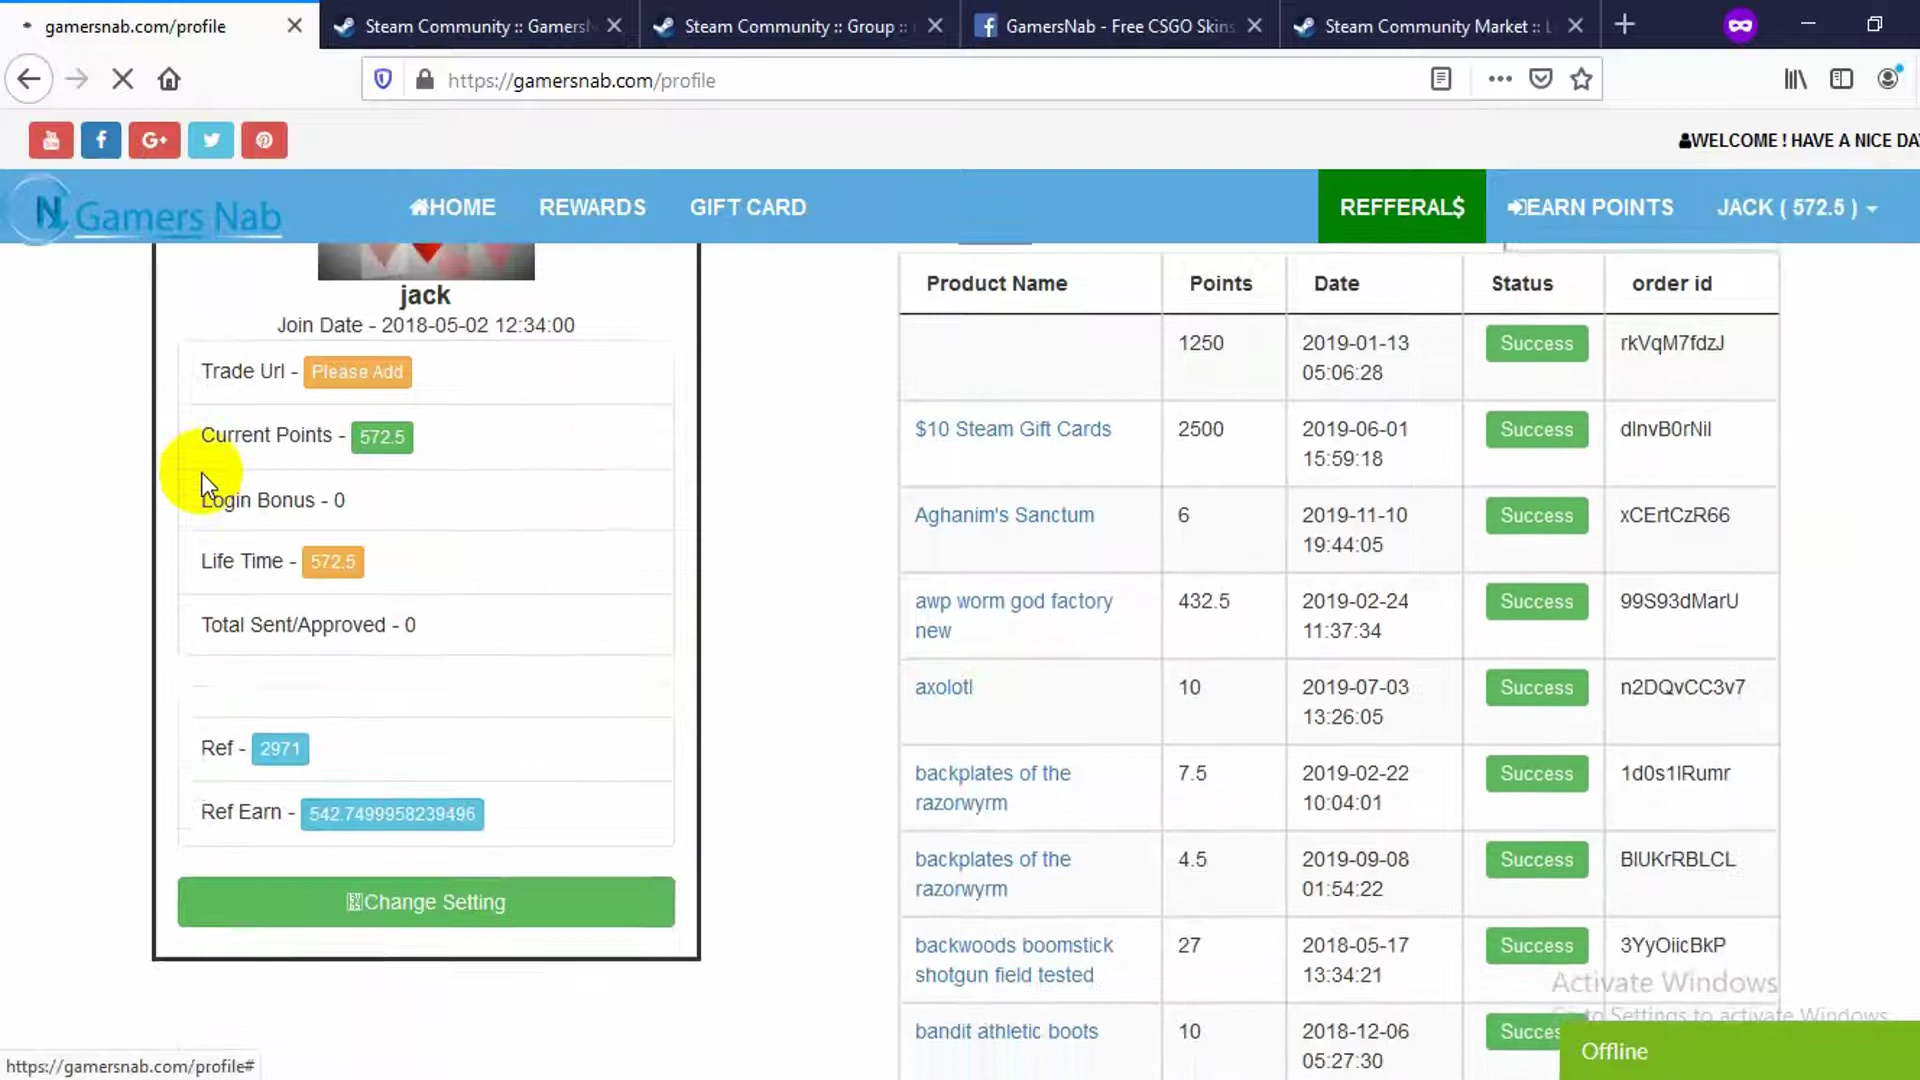 gamersnab.com/profile
Steam Community :: Gamers
Steam Community :: Group ::
GamersNab - Free CSGO Skins
Steam Community Market :: L
https://gamersnab.com/profile
WELCOME ! HAVE A NICE DA
N Gamers Nab
HOME
REWARDS
GIFT CARD
REFFERAL$
EARN POINTS
JACK ( 572.5 )
jack
Join Date - 2018-05-02 12:34:00
Trade Url - Please Add
Current Points - 572.5
Login Bonus - 0
Life Time - 572.5
Total Sent/Approved - 0
Ref - 2971
Ref Earn - 542.7499958239496
Change Setting
Product Name Points Date Status order id
1250 2019-01-13 Success rkVqM7fdzJ
05:06:28
$10 Steam Gift Cards 2500 2019-06-01 Success dlnvB0rNil
15:59:18
Aghanim's Sanctum 6 2019-11-10 Success xCErtCzR66
19:44:05
awp worm god factory 432.5 2019-02-24 Success 99S93dMarU
new 11:37:34
axolotl 10 2019-07-03 Success n2DQvCC3v7
13:26:05
backplates of the 7.5 2019-02-22 Success 1d0s1lRumr
razorwyrm 10:04:01
backplates of the 4.5 2019-09-08 Success BlUKrRBLCL
razorwyrm 01:54:22
backwoods boomstick 27 2018-05-17 Success 3YyOiicBkP
shotgun field tested 13:34:21
bandit athletic boots 10 2018-12-06 Succe
05:27:30
Activate Windows
Go to Settings to activate Windows.
Offline
https://gamersnab.com/profile#